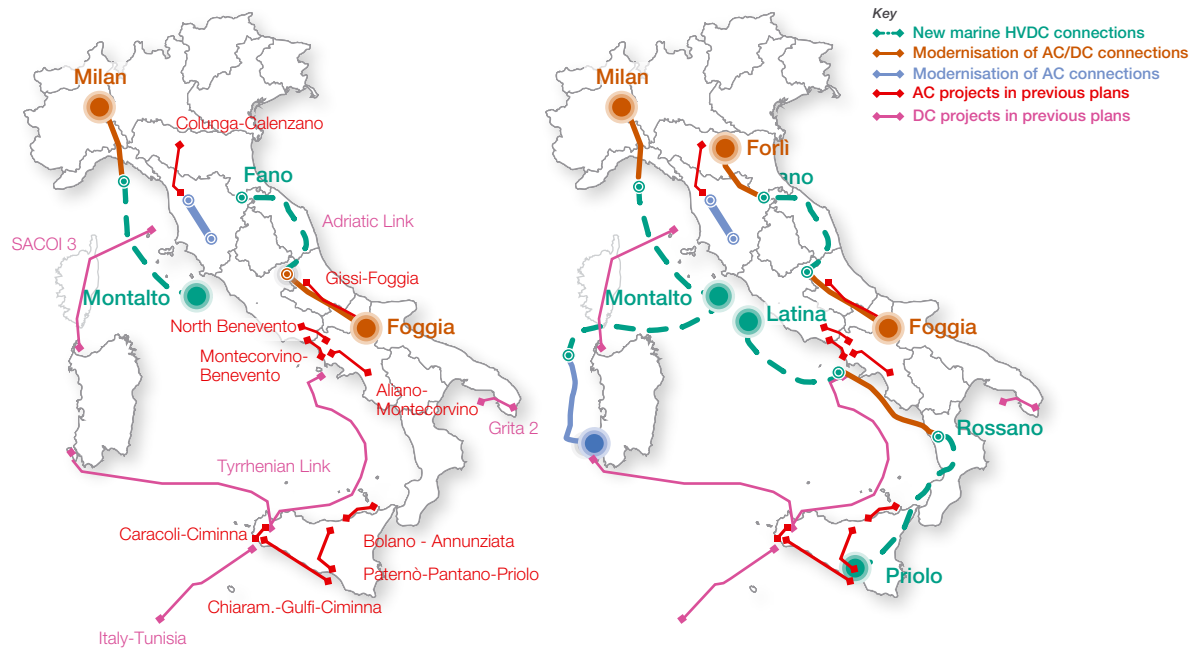 Key
New marine HVDC connections
Modernisation of AC/DC connections
Modernisation of AC connections
AC projects in previous plans
DC projects in previous plans
Milan
Colunga-Calenzano
Fano
Adriatic Link
SACOI 3
Gissi-Foggia
Montalto
North Benevento
Foggia
Montecorvino-
Benevento
Aliano-
Montecorvino
Grita 2
Tyrrhenian Link
Caracoli-Ciminna
Bolano - Annunziata
Paternò-Pantano-Priolo
Chiaram.-Gulfi-Ciminna
Italy-Tunisia
Milan
Forlì
ano
Montalto
Latina
Foggia
Rossano
Priolo